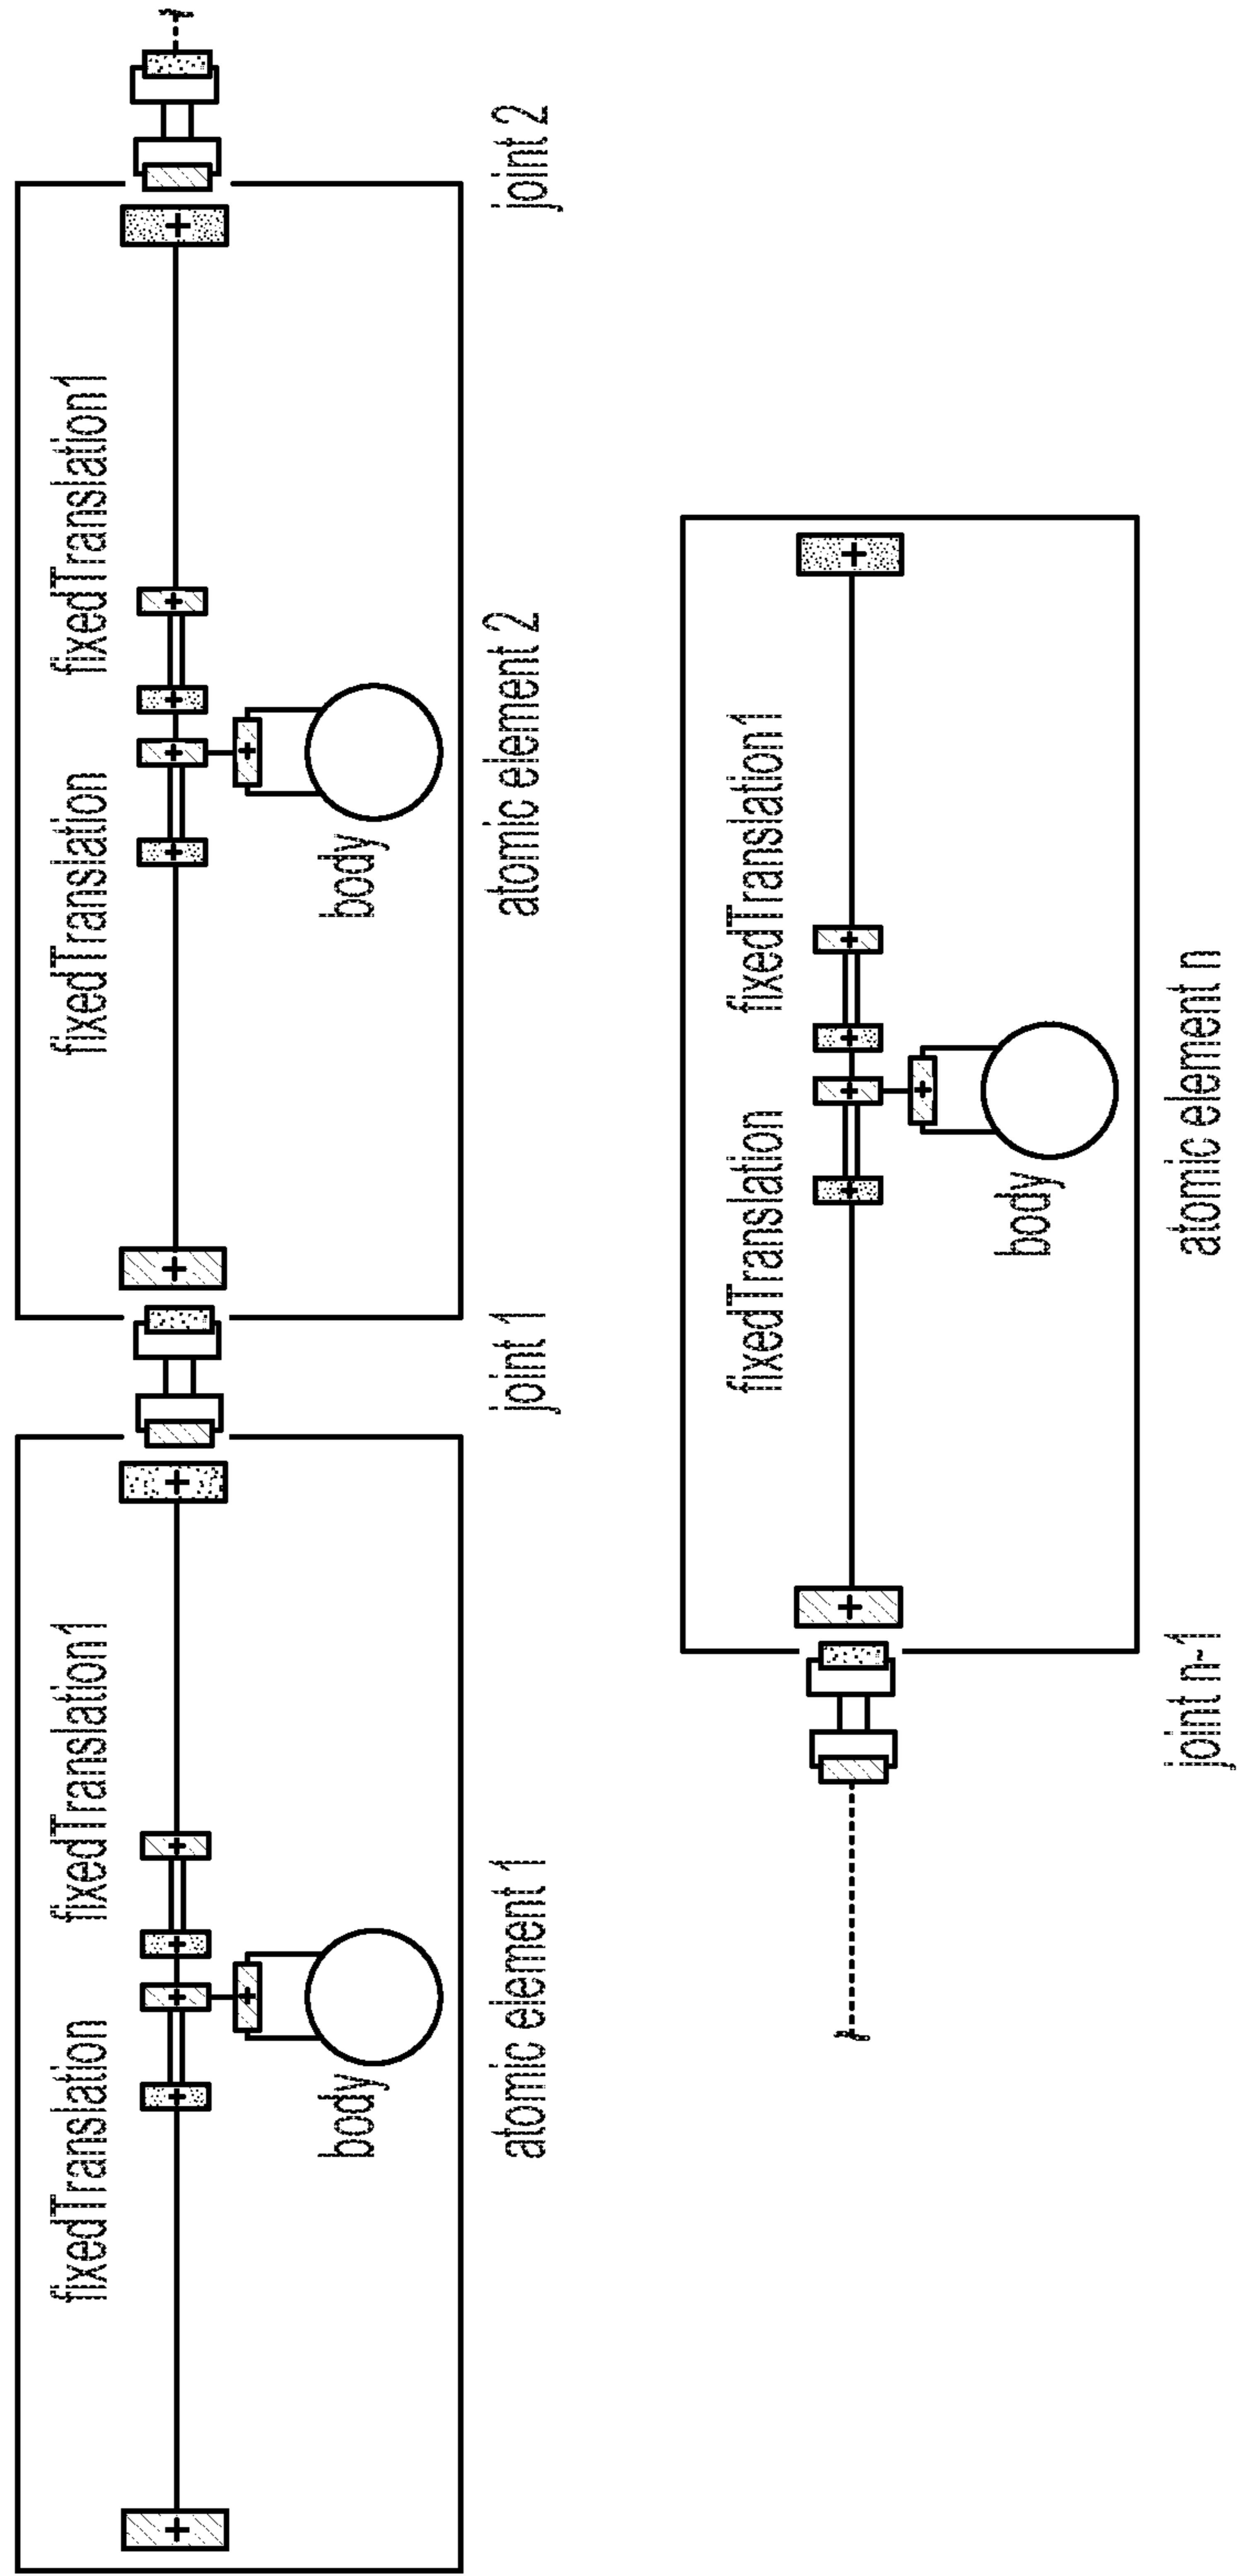 fixedTranslation fixedTranslation1 fixedTranslation fixedTranslation1
body body
atomic element 1 joint 1 atomic element 2 joint 2
fixedTranslation fixedTranslation1
body
joint n-1 atomic element n